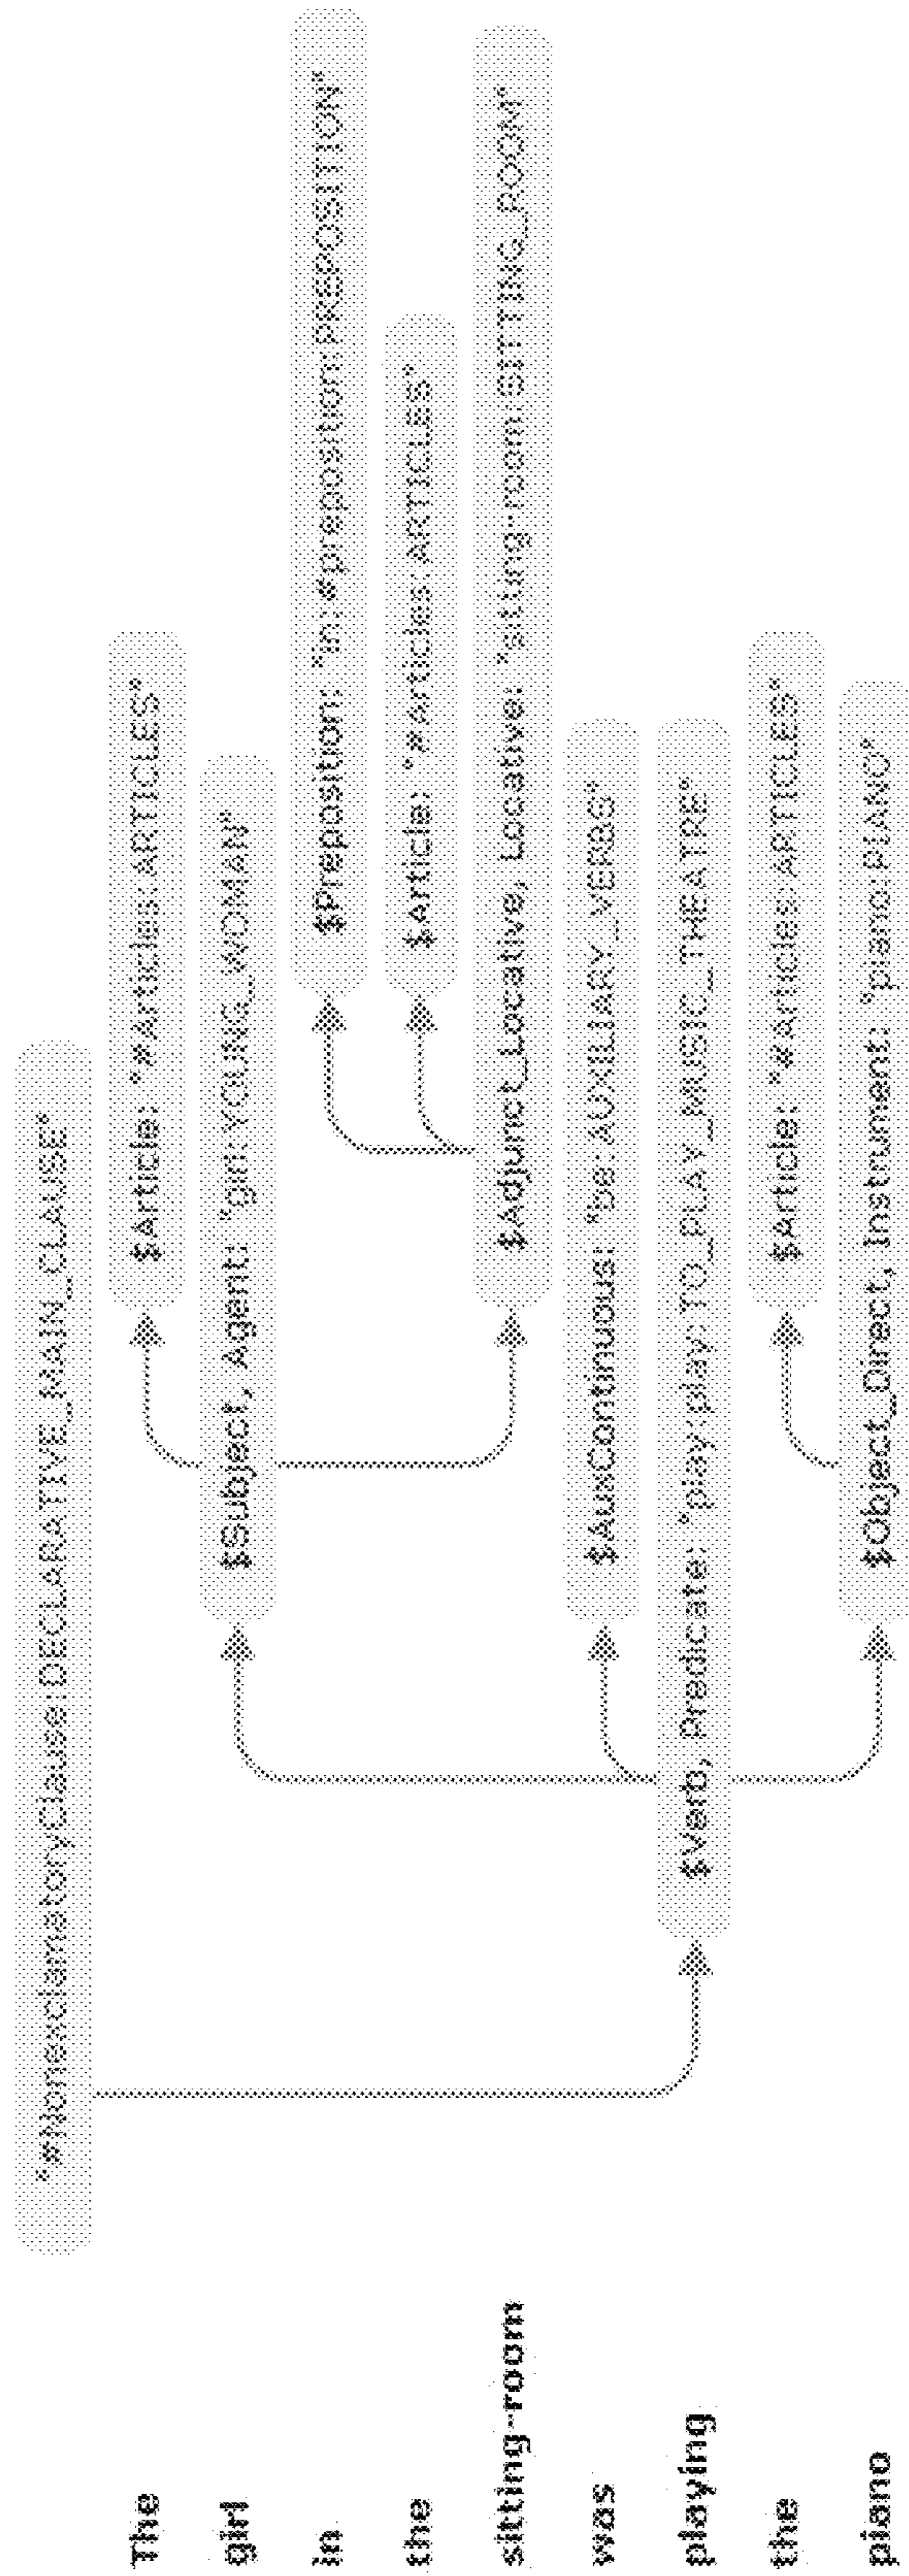 "#NonexclamatoryClause:DECLARATIVE_MAIN_CLAUSE"
The $Article: "#Articles:ARTICLES"
girl $Subject, Agent: "girl:YOUNG_WOMAN"
in $Preposition: "in:#preposition:PREPOSITION"
the $Article: "#Articles:ARTICLES"
sitting-room $Adjunct_Locative, Locative: "sitting-room:SITTING_ROOM"
was $AuxContinuous: "be:AUXILIARY_VERBS"
playing $Verb, Predicate: "play:play:TO_PLAY_MUSIC_THEATRE"
the $Article: "#Articles:ARTICLES"
piano $Object_Direct, Instrument: "piano:PIANO"